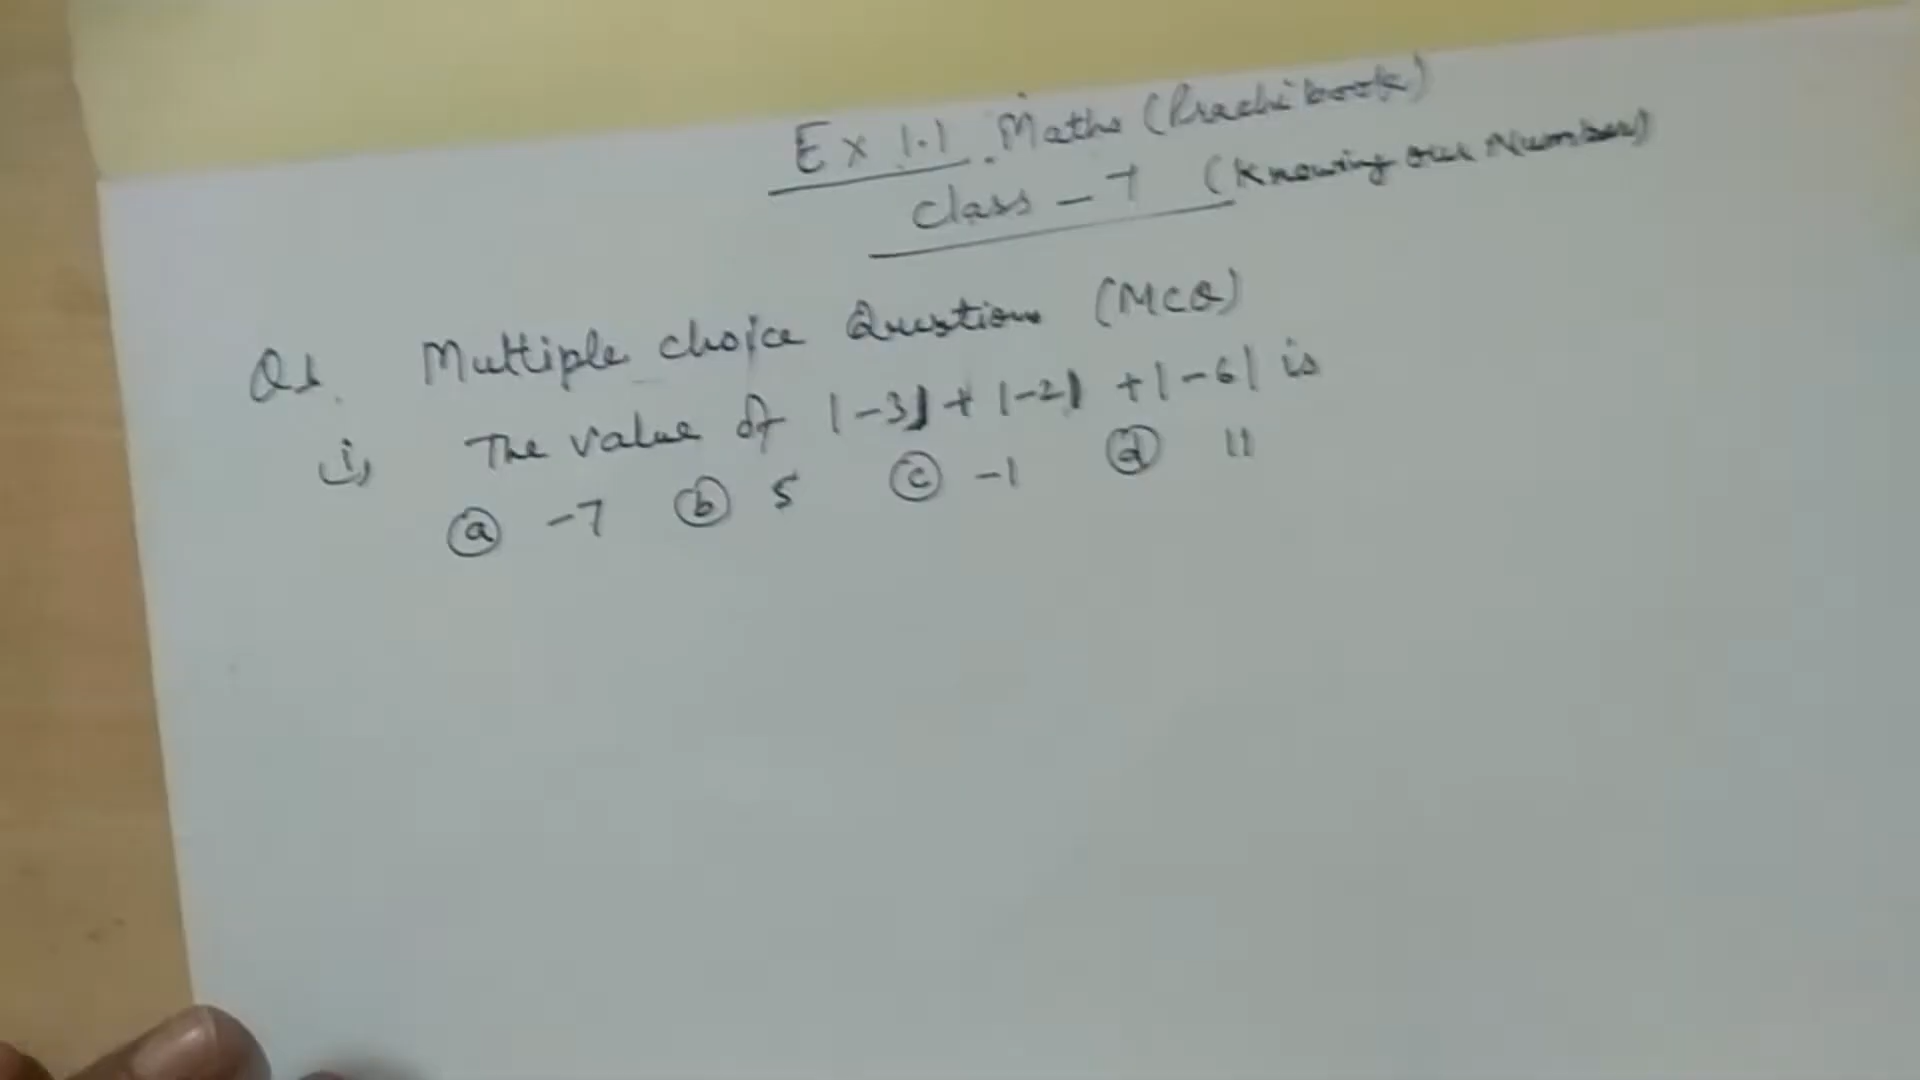 Ex 1.1 Maths (Prachi book)
Class - 7 (Knowing our Numbers)
Q1. Multiple choice Questions (MCQ)
i) The value of |-3|+ |-2| +|-6| is
(a) -7 (b) 5 (c) -1 (d) 11